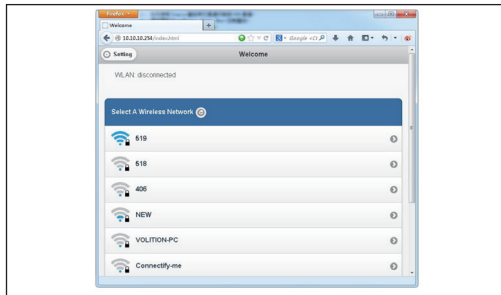 Firefox
Welcome
+
10.10.10.254/index.html
Google
Setting
Welcome
WLAN: disconnected
Select A Wireless Network
519
518
406
NEW
VOLITION-PC
Connectify-me